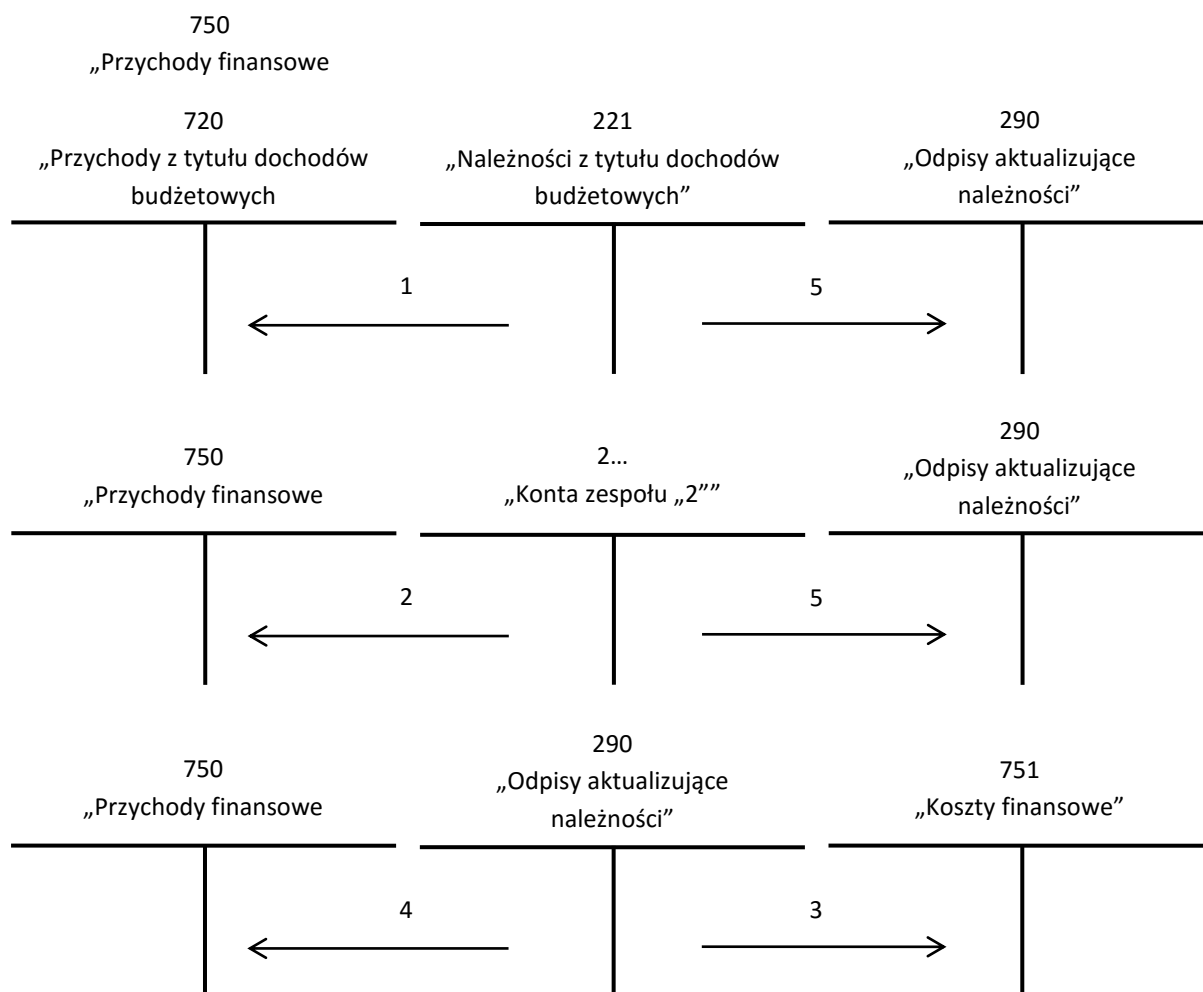 750
„Przychody finansowe
720
„Przychody z tytułu dochodów
budżetowych
221
„Należności z tytułu dochodów
budżetowych”
290
„Odpisy aktualizujące
należności”
1
5
750
„Przychody finansowe
2...
„Konta zespołu „2””
290
„Odpisy aktualizujące
należności”
2
5
750
„Przychody finansowe
290
„Odpisy aktualizujące
należności”
751
„Koszty finansowe”
4
3